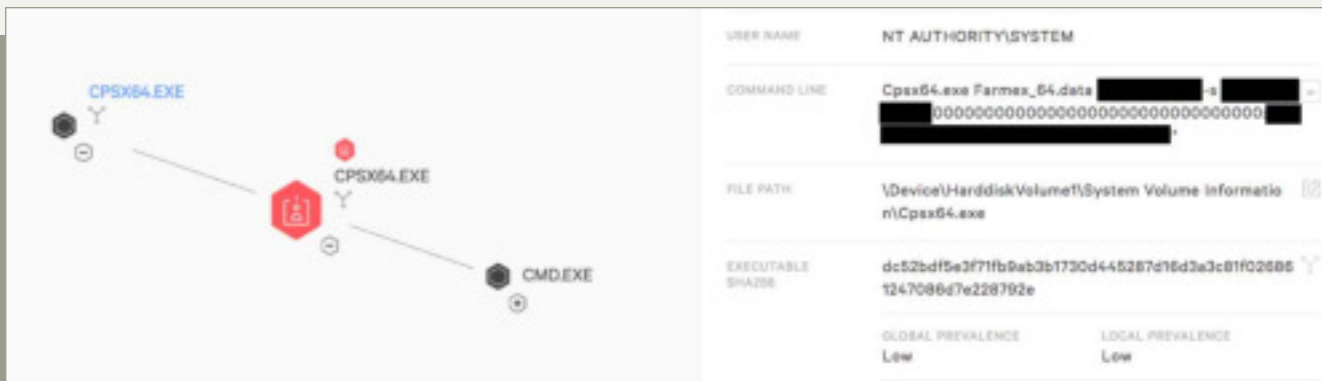 CPSX64.EXE
CPSX64.EXE
CMD.EXE
USER NAME
NT AUTHORITY\SYSTEM
COMMAND LINE
Cpsx64.exe Farmex_64.data -s
00000000000000000000000000000000;
"
FILE PATH
\Device\HarddiskVolume1\System Volume Informatio
n\Cpsx64.exe
EXECUTABLE
SHA256
dc52bdf5e3f71fb9ab3b1730d445287d16d3a3c81f02686
1247086d7e228792e
GLOBAL PREVALENCE
Low
LOCAL PREVALENCE
Low